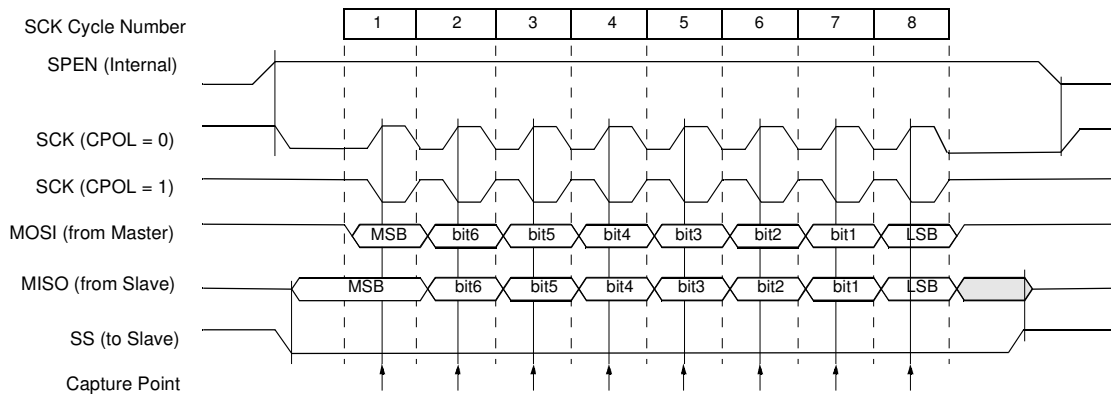 SCK Cycle Number 1 2 3 4 5 6 7 8
SPEN (Internal)
SCK (CPOL = 0)
SCK (CPOL = 1)
MOSI (from Master) MSB bit6 bit5 bit4 bit3 bit2 bit1 LSB
MISO (from Slave) MSB bit6 bit5 bit4 bit3 bit2 bit1 LSB
SS (to Slave)
Capture Point